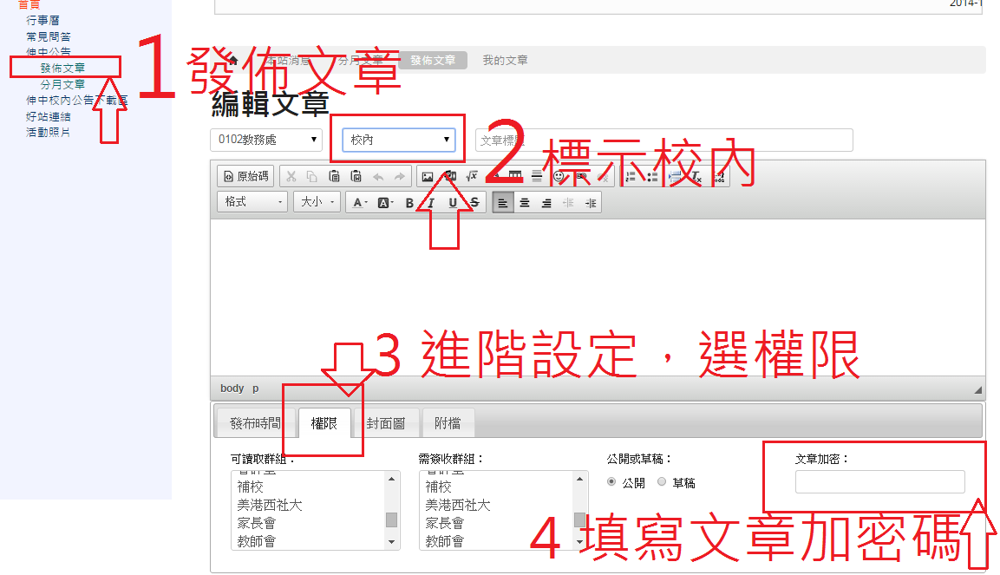 首頁
行事曆
常見問答
伸中公告
發佈文章
分月文章
伸中校內公告下載區
好站連結
活動照片
2014-1
1 發佈文章
本站消息 分月文章 發佈文章 我的文章
編輯文章
0102教務處 校內 文章標題
2 標示校內
原始碼
格式 大小 A A B I U S
3 進階設定，選權限
body p
發布時間 權限 封面圖 附檔
可讀取群組： 需簽收群組： 公開或草稿： 文章加密：
補校 補校 公開 草稿
美港西社大 美港西社大
家長會 家長會
教師會 教師會
4 填寫文章加密碼